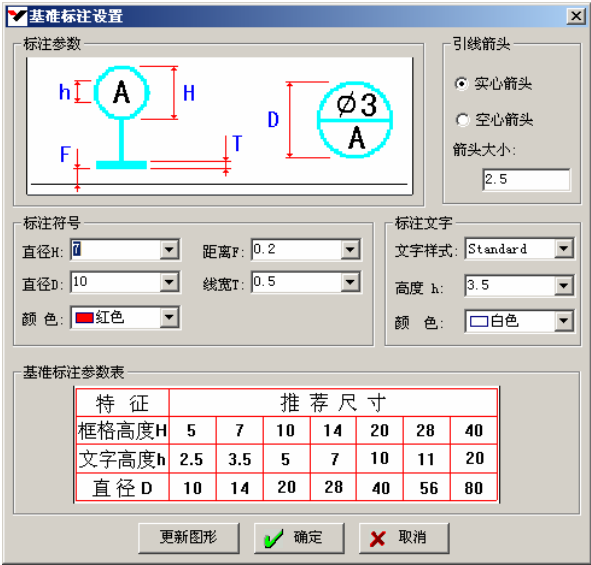 基准标注设置
标注参数
h
A
H
F
T
D
Ø3
A
引线箭头
实心箭头
空心箭头
箭头大小:
2.5
标注符号
直径H: 7
距离F: 0.2
直径D: 10
线宽T: 0.5
颜 色: 红色
标注文字
文字样式: Standard
高度 h: 3.5
颜 色: 白色
基准标注参数表
特 征 推 荐 尺 寸
框格高度H 5 7 10 14 20 28 40
文字高度h 2.5 3.5 5 7 10 11 20
直 径 D 10 14 20 28 40 56 80
更新图形 确定 取消